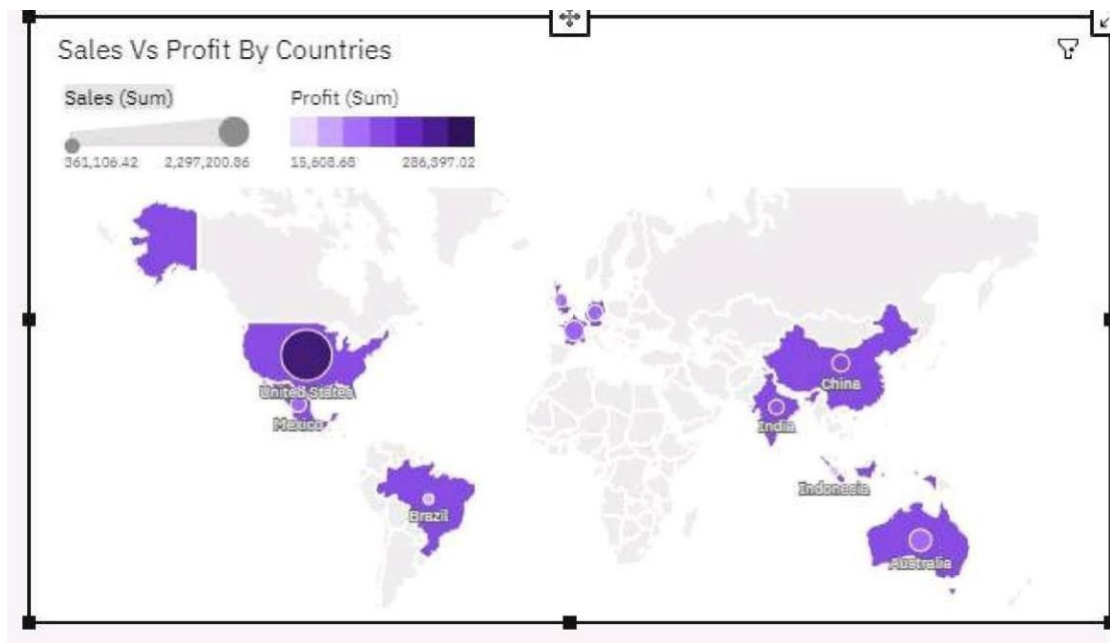 Sales Vs Profit By Countries
Sales (Sum)
Profit (Sum)
361,106.42
2,297,200.86
15,608.68
286,397.02
United States
Mexico
Brazil
China
India
Indonesia
Australia